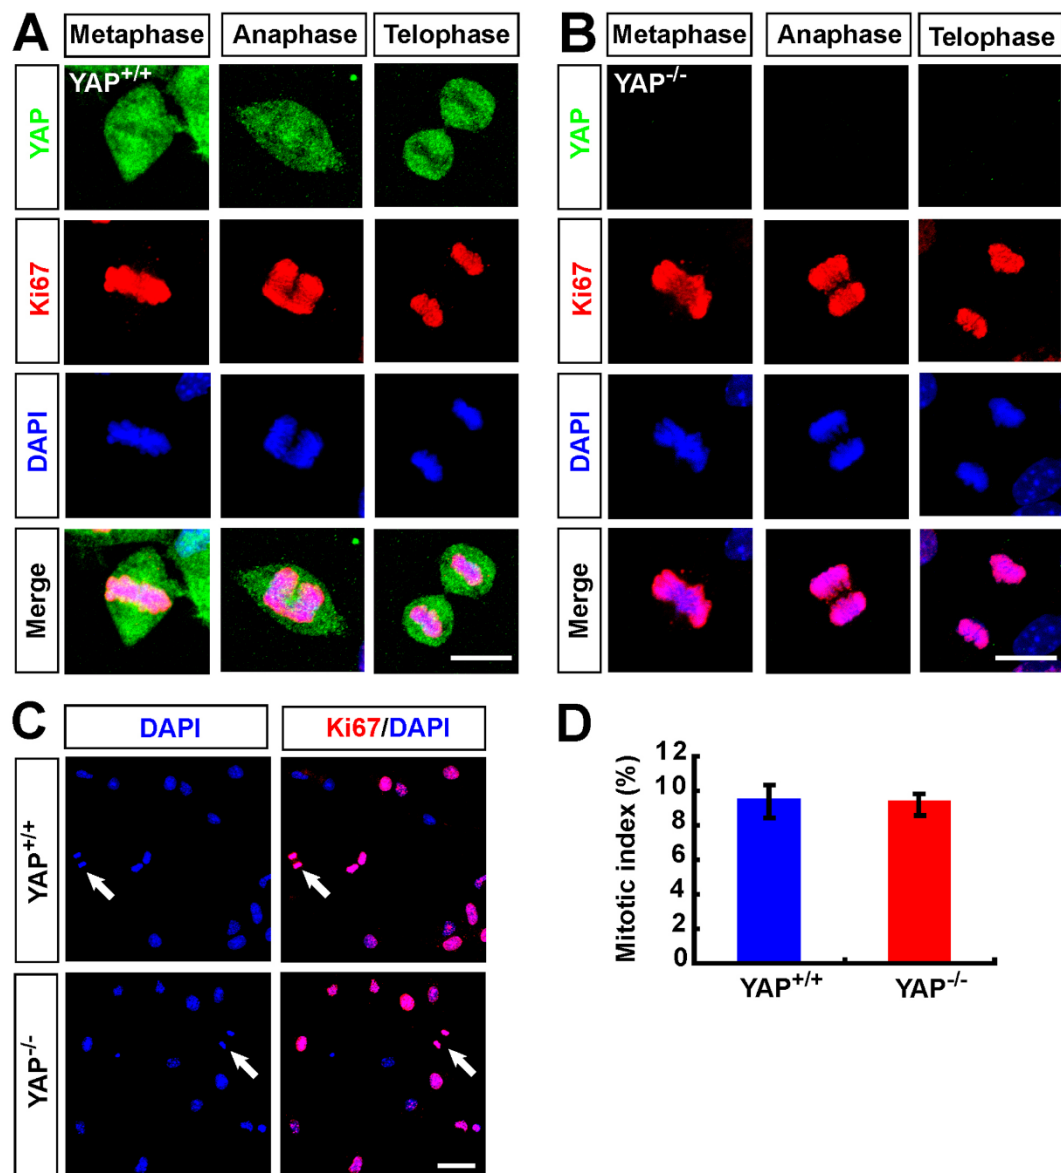 A
Metaphase
Anaphase
Telophase
YAP
YAP+/+
Ki67
DAPI
Merge
B
Metaphase
Anaphase
Telophase
YAP
YAP-/-
Ki67
DAPI
Merge
C
DAPI
Ki67/DAPI
YAP+/+
YAP-/-
D
Mitotic index (%)
12
10
8
6
4
2
0
YAP+/+
YAP-/-